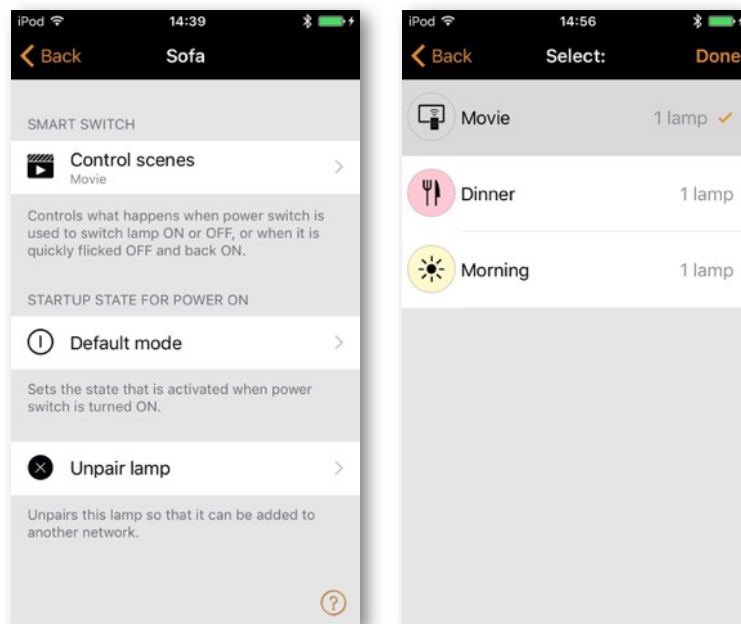 iPod 14:39
Back Sofa
SMART SWITCH
Control scenes
Movie
Controls what happens when power switch is
used to switch lamp ON or OFF, or when it is
quickly flicked OFF and back ON.
STARTUP STATE FOR POWER ON
Default mode
Sets the state that is activated when power
switch is turned ON.
Unpair lamp
Unpairs this lamp so that it can be added to
another network.
?
iPod 14:56
Back Select: Done
Movie 1 lamp
Dinner 1 lamp
Morning 1 lamp